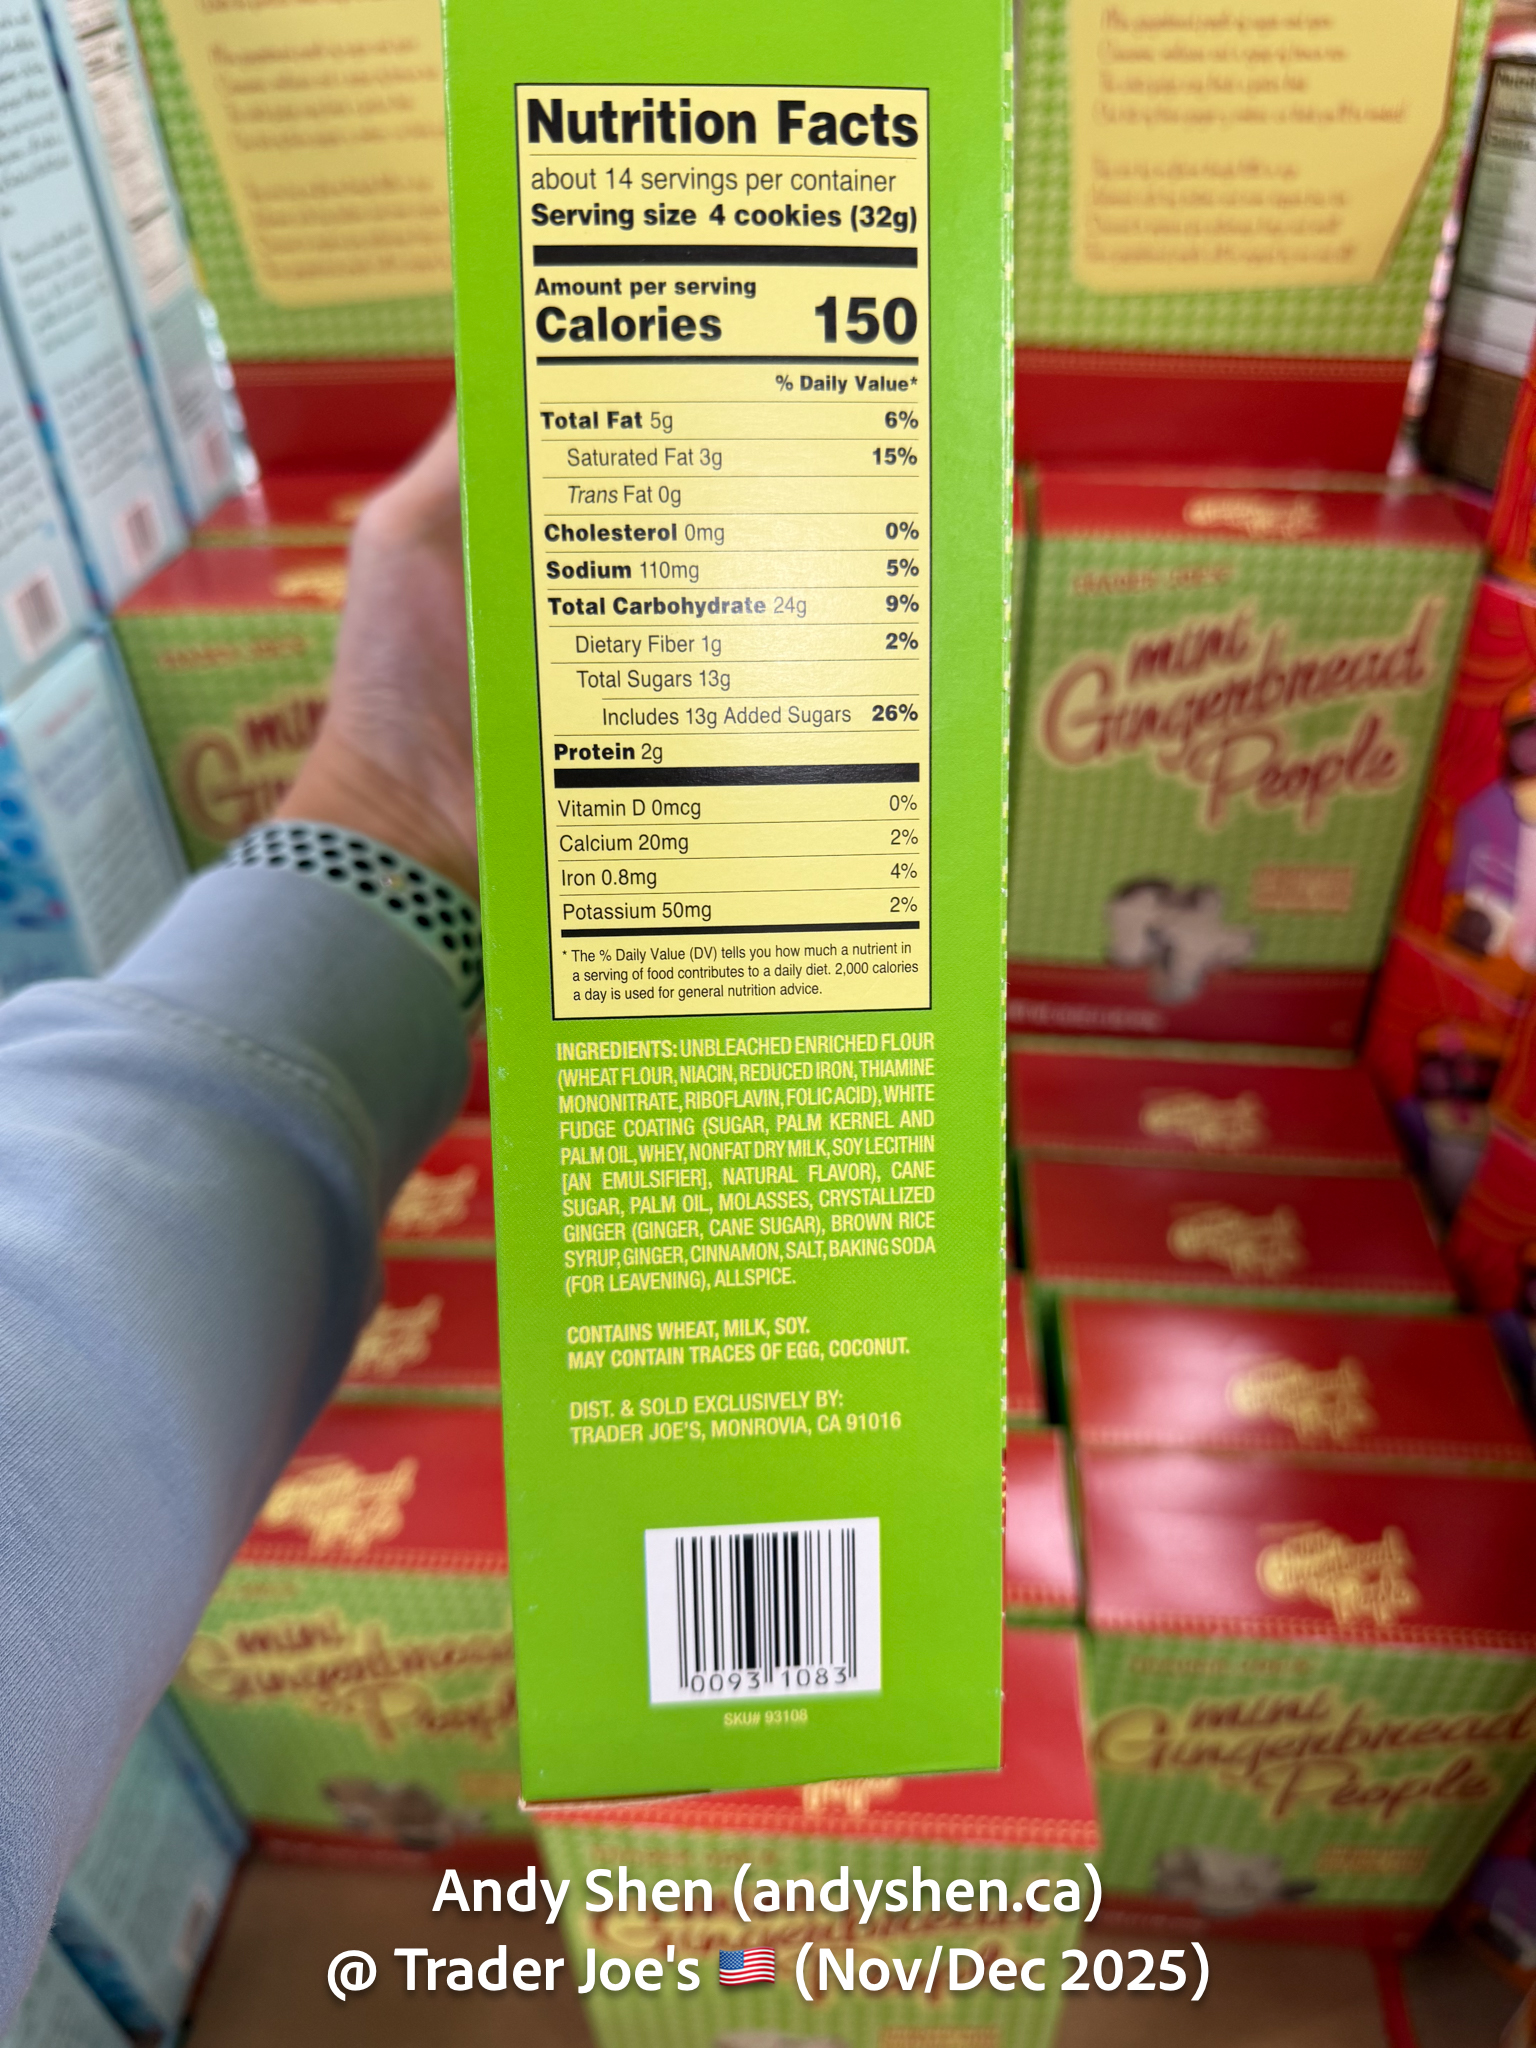 Nutrition Facts
about 14 servings per container
Serving size 4 cookies (32g)
Amount per serving
Calories 150
% Daily Value*
Total Fat 5g 6%
Saturated Fat 3g 15%
Trans Fat 0g
Cholesterol 0mg 0%
Sodium 110mg 5%
Total Carbohydrate 24g 9%
Dietary Fiber 1g 2%
Total Sugars 13g
Includes 13g Added Sugars 26%
Protein 2g
Vitamin D 0mcg 0%
Calcium 20mg 2%
Iron 0.8mg 4%
Potassium 50mg 2%
* The % Daily Value (DV) tells you how much a nutrient in
a serving of food contributes to a daily diet. 2,000 calories
a day is used for general nutrition advice.
INGREDIENTS: UNBLEACHED ENRICHED FLOUR
(WHEAT FLOUR, NIACIN, REDUCED IRON, THIAMINE
MONONITRATE, RIBOFLAVIN, FOLIC ACID), WHITE
FUDGE COATING (SUGAR, PALM KERNEL AND
PALM OIL, WHEY, NONFAT DRY MILK, SOY LECITHIN
[AN EMULSIFIER], NATURAL FLAVOR), CANE
SUGAR, PALM OIL, MOLASSES, CRYSTALLIZED
GINGER (GINGER, CANE SUGAR), BROWN RICE
SYRUP, GINGER, CINNAMON, SALT, BAKING SODA
(FOR LEAVENING), ALLSPICE.
CONTAINS WHEAT, MILK, SOY.
MAY CONTAIN TRACES OF EGG, COCONUT.
DIST. & SOLD EXCLUSIVELY BY:
TRADER JOE'S, MONROVIA, CA 91016
0093 1083
SKU# 93108
TRADER JOE'S
mini
Gingerbread
People
mini
Gingerbread
People
mini
Gingerbread
People
Andy Shen (andyshen.ca)
@ Trader Joe's 🇺🇸 (Nov/Dec 2025)